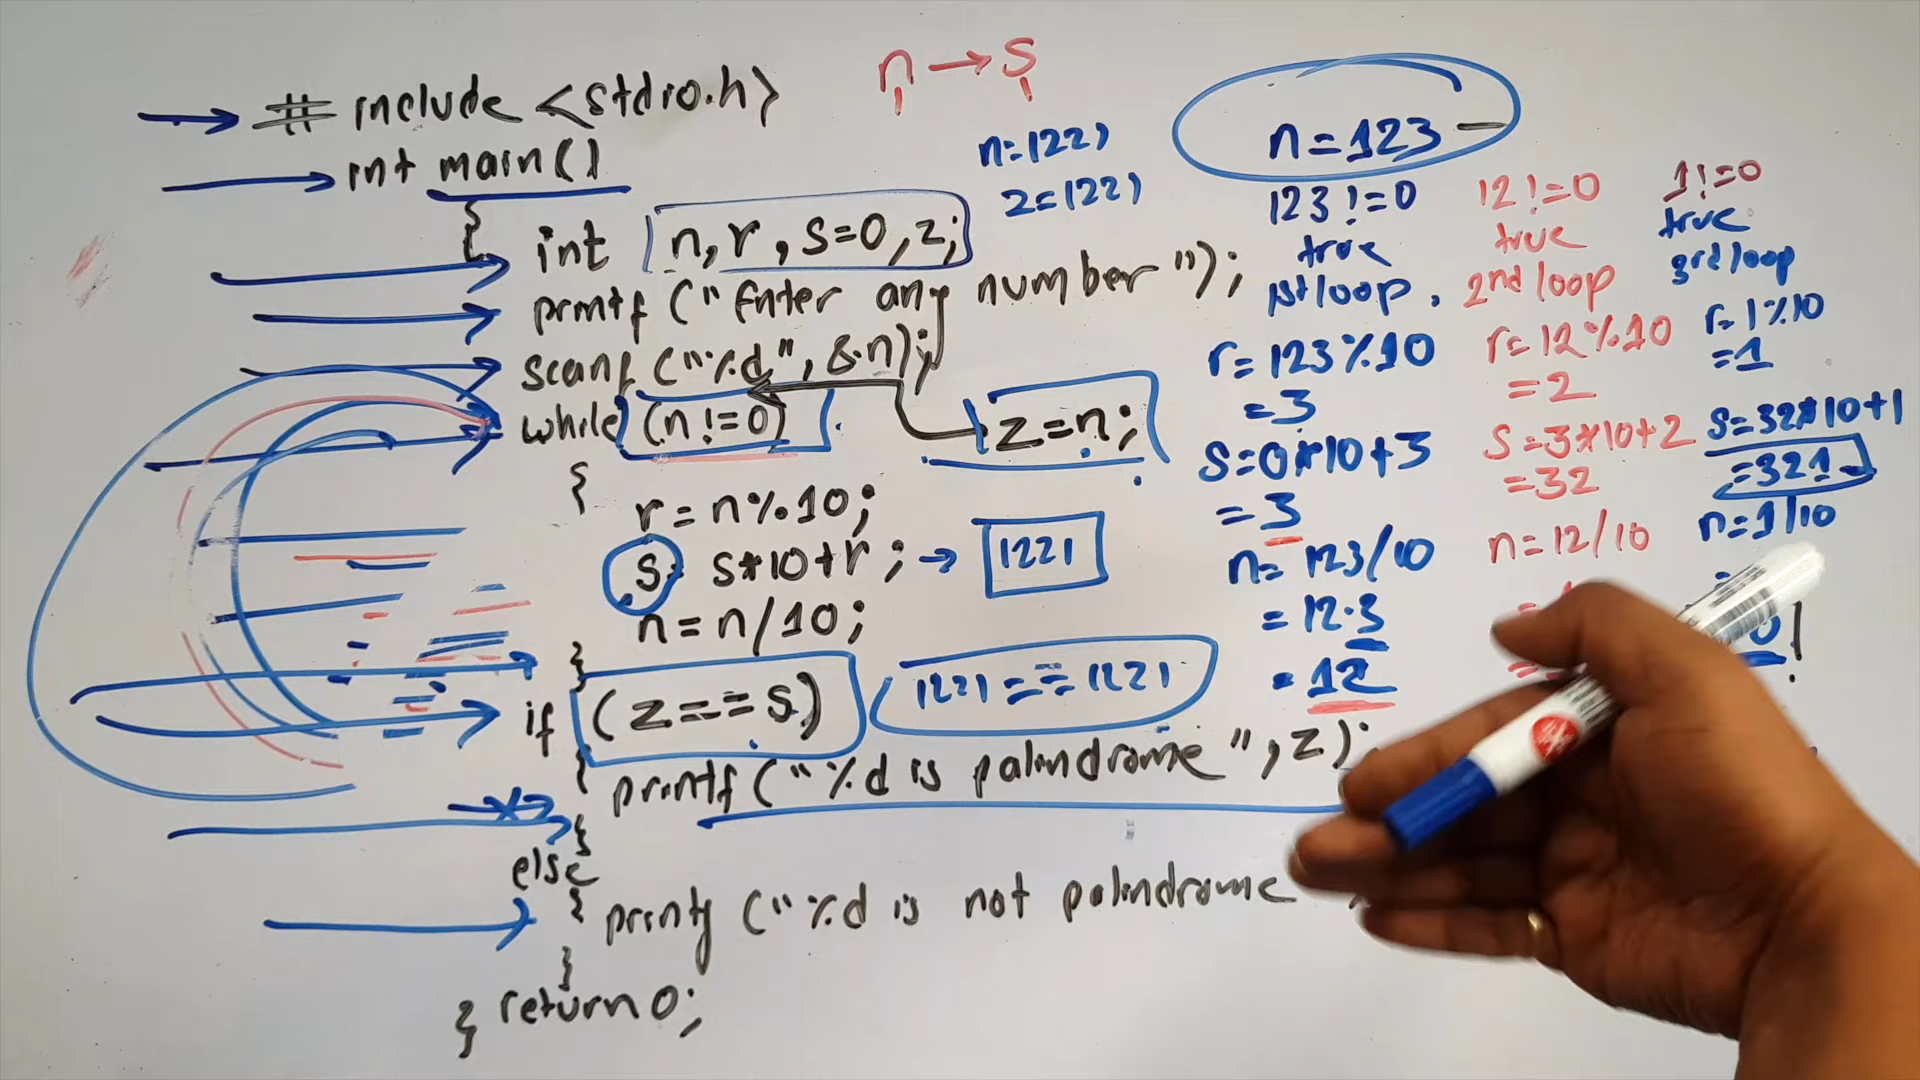 n → s
# include <stdio.h>
int main()
{
int n, r, s=0, z;
printf ("Enter any number");
scanf ("%d", &n);
while (n!=0)
z=n;
{
r=n%10;
s= s*10+r; → 1221
n=n/10;
}
if (z==s) 1221==1221
{
printf ("%d is palindrome", z);
}
else
{ printf ("%d is not palindrome
}
return 0;
}
n=1221
z=1221
n=123
123!=0
true
1st loop.
r=123%10
=3
s=0*10+3
=3
n=123/10
=12.3
=12
12!=0
true
2nd loop
r=12%10
=2
s=3*10+2
=32
n=12/10
1!=0
true
3rd loop
r=1%10
=1
s=32*10+1
=321
n=1/10